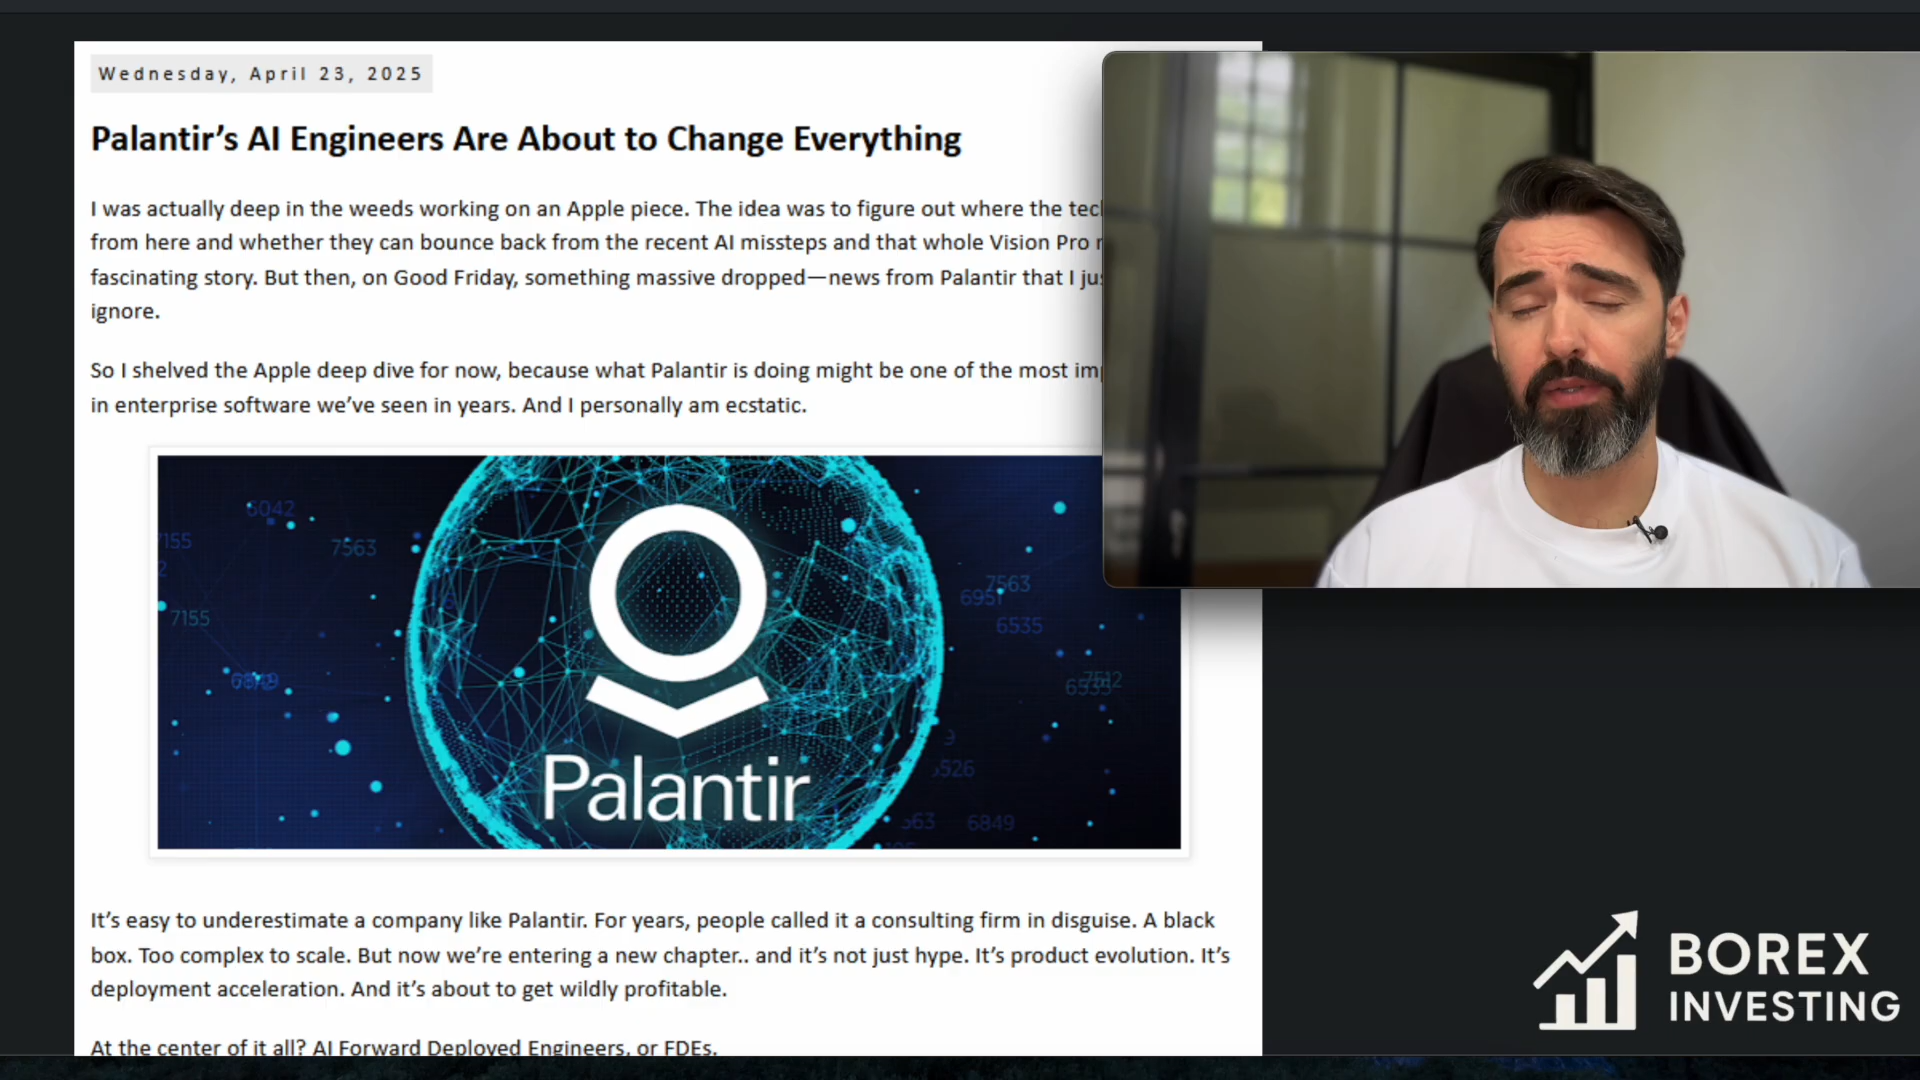 Wednesday, April 23, 2025
Palantir's AI Engineers Are About to Change Everything
I was actually deep in the weeds working on an Apple piece. The idea was to figure out where the
from here and whether they can bounce back from the recent AI missteps and that whole Vision Pro
fascinating story. But then, on Good Friday, something massive dropped—news from Palantir that I
ignore.
So I shelved the Apple deep dive for now, because what Palantir is doing might be one of the most
in enterprise software we've seen in years. And I personally am ecstatic.
6042
7155
7563
7563
6951
7155
6535
6849
7512
6535
Palantir
6849
It's easy to underestimate a company like Palantir. For years, people called it a consulting firm in disguise. A black
box. Too complex to scale. But now we're entering a new chapter.. and it's not just hype. It's product evolution. It's
deployment acceleration. And it's about to get wildly profitable.
At the center of it all? AI Forward Deployed Engineers, or FDEs.
BOREX
INVESTING